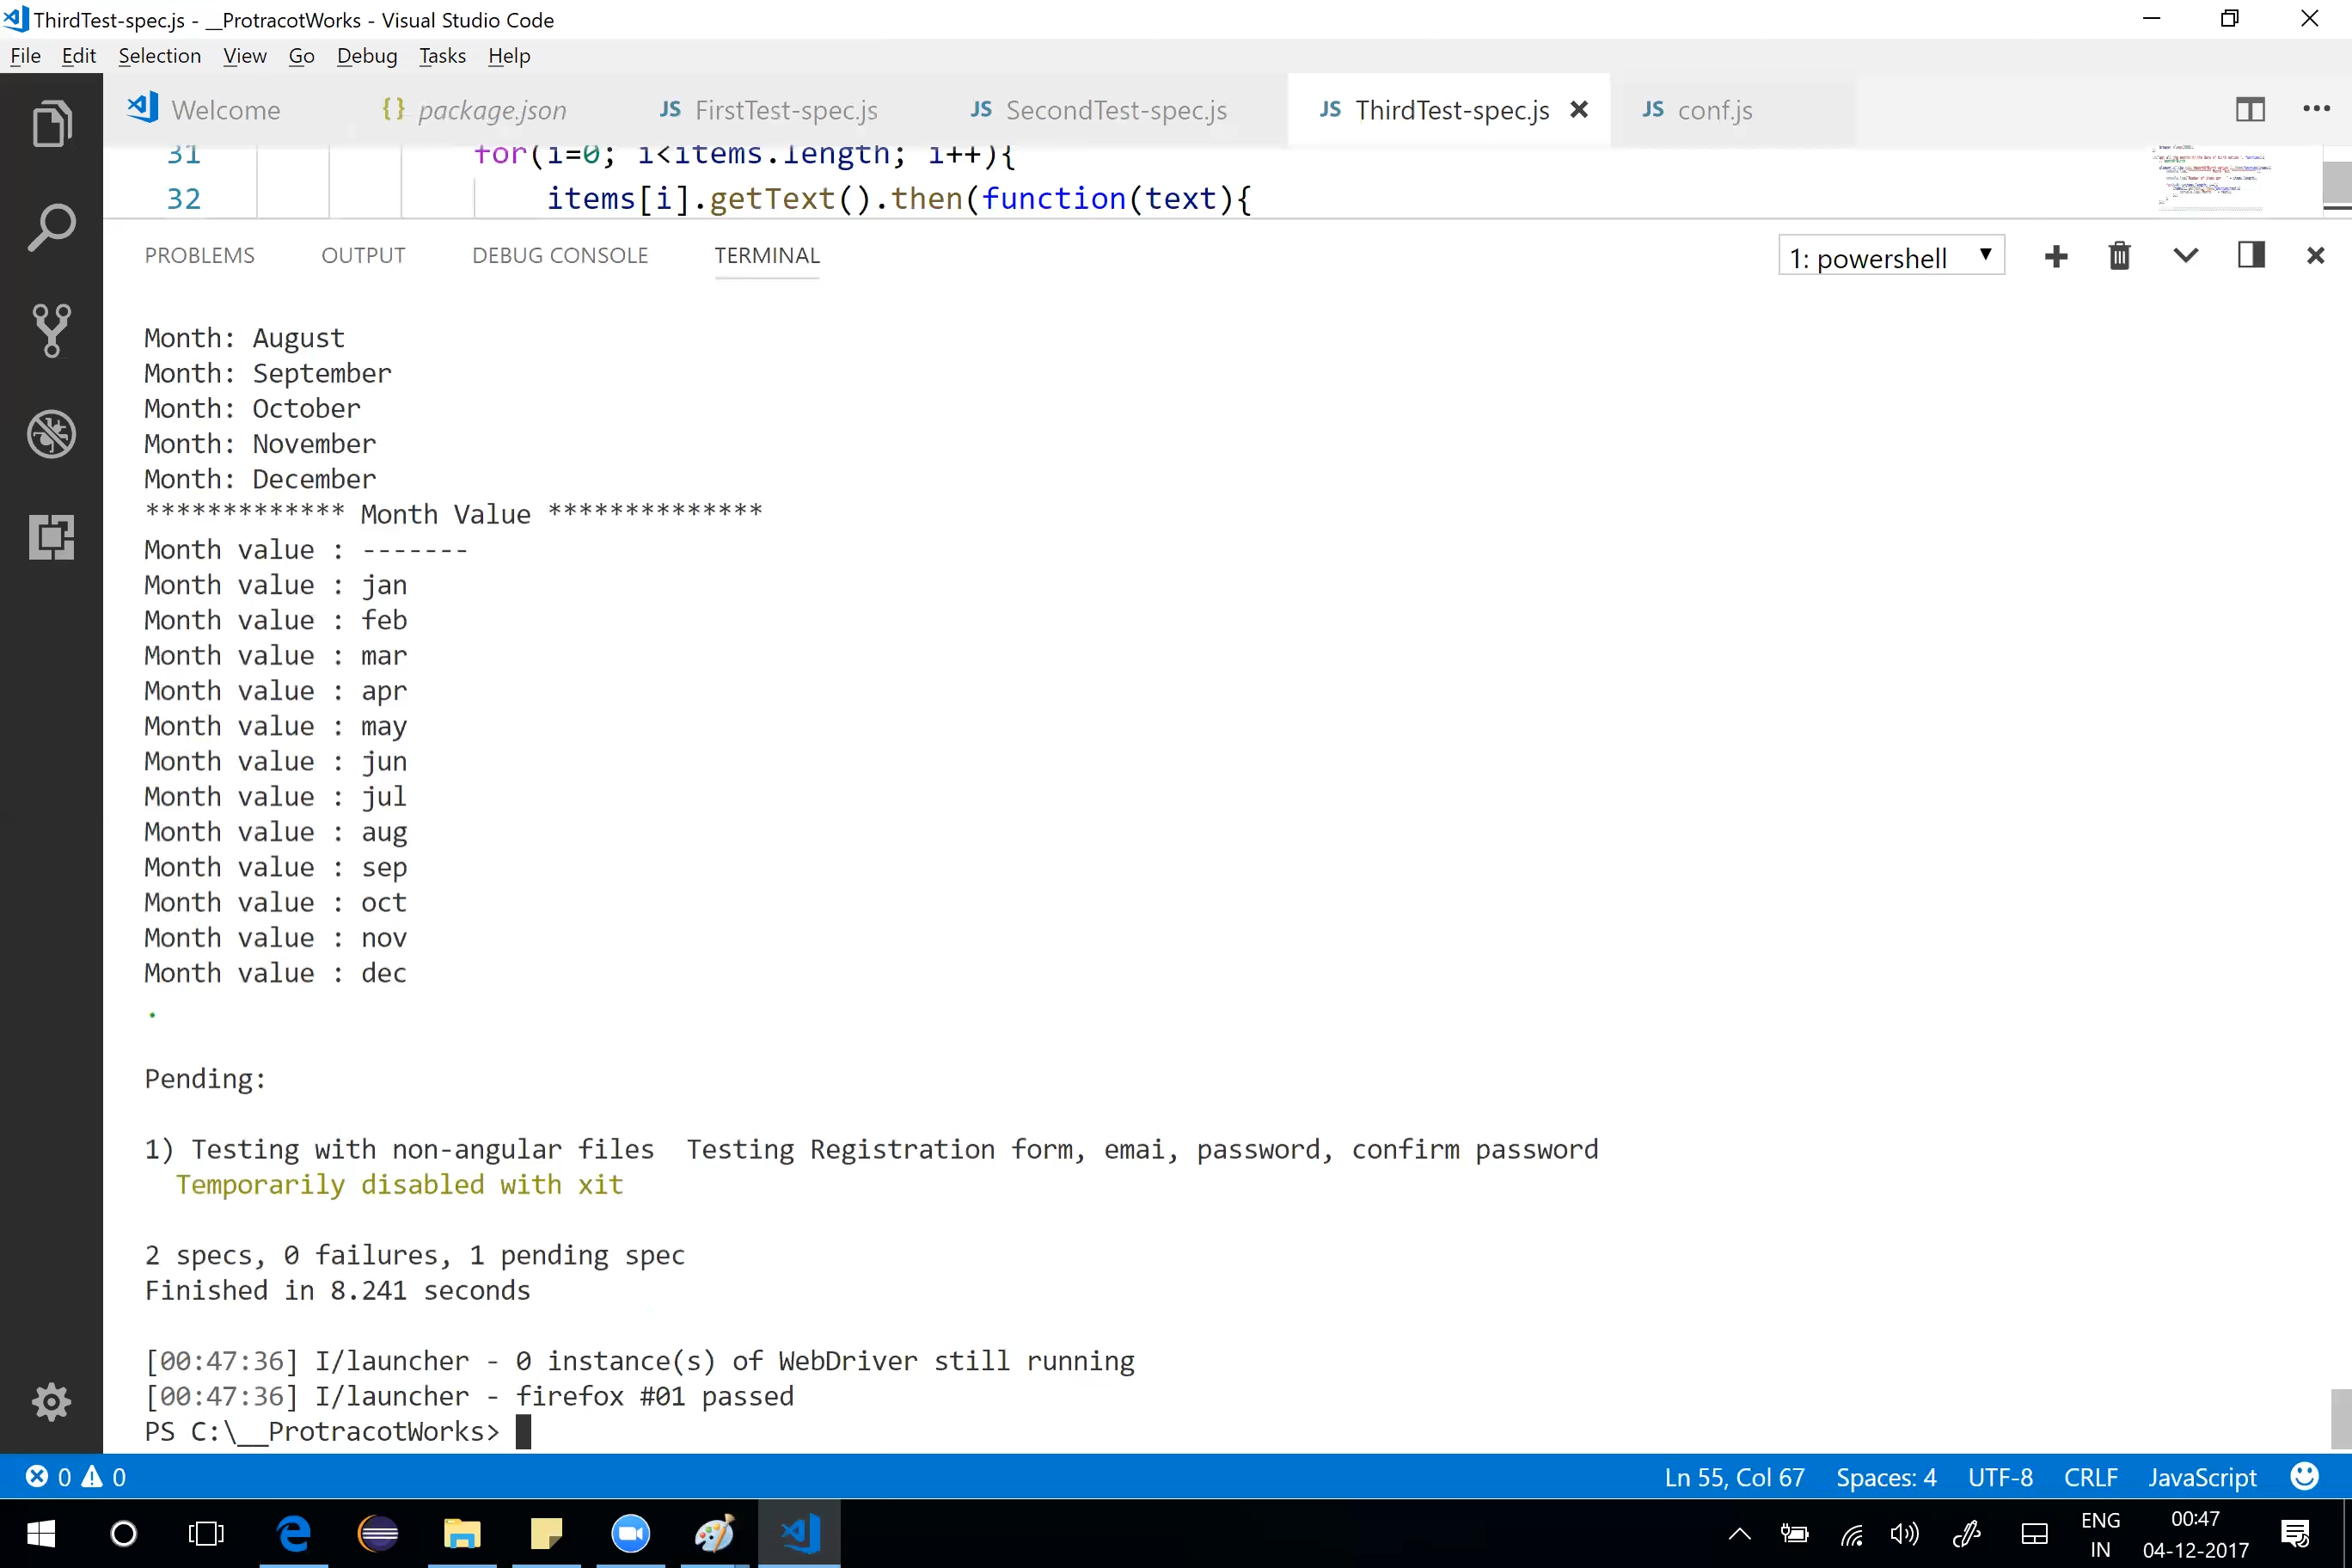 ThirdTest-spec.js - __ProtracotWorks - Visual Studio Code
File Edit Selection View Go Debug Tasks Help
Welcome {} package.json JS FirstTest-spec.js JS SecondTest-spec.js JS ThirdTest-spec.js JS conf.js
31 for(i=0; i<items.length; i++){
32 items[i].getText().then(function(text){
PROBLEMS OUTPUT DEBUG CONSOLE TERMINAL 1: powershell
Month: August
Month: September
Month: October
Month: November
Month: December
************* Month Value **************
Month value : -------
Month value : jan
Month value : feb
Month value : mar
Month value : apr
Month value : may
Month value : jun
Month value : jul
Month value : aug
Month value : sep
Month value : oct
Month value : nov
Month value : dec
.
Pending:
1) Testing with non-angular files  Testing Registration form, emai, password, confirm password
Temporarily disabled with xit
2 specs, 0 failures, 1 pending spec
Finished in 8.241 seconds
[00:47:36] I/launcher - 0 instance(s) of WebDriver still running
[00:47:36] I/launcher - firefox #01 passed
PS C:\__ProtracotWorks>
0 0 Ln 55, Col 67 Spaces: 4 UTF-8 CRLF JavaScript
ENG 00:47
IN 04-12-2017